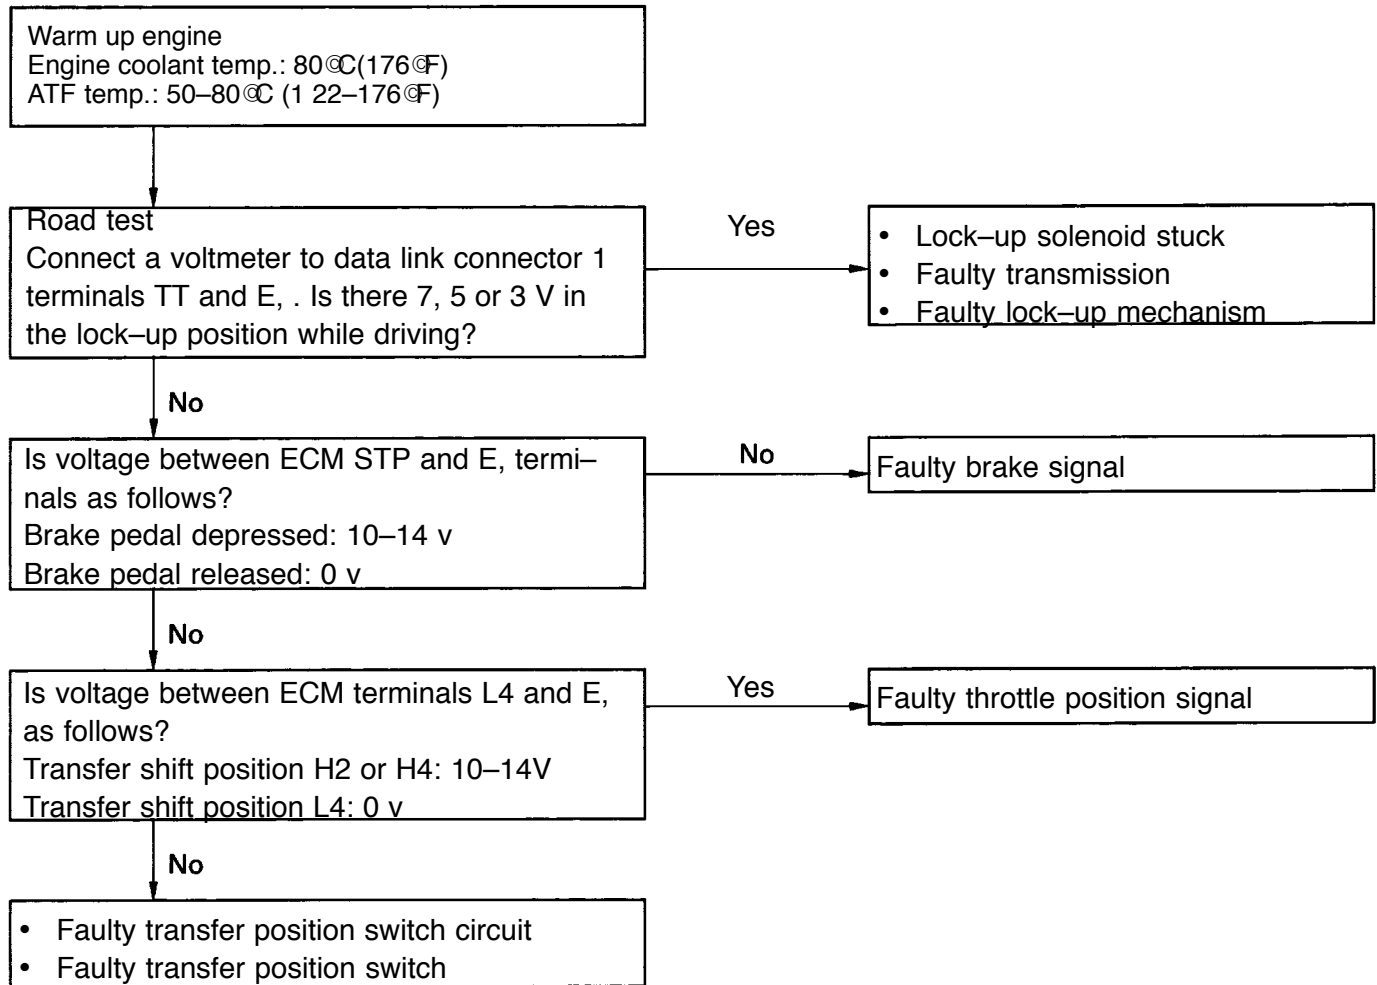 Warm up engine
Engine coolant temp.: 80©C(176©F)
ATF temp.: 50–80©C (1 22–176©F)
Road test
Connect a voltmeter to data link connector 1
terminals TT and E, . Is there 7, 5 or 3 V in
the lock–up position while driving?
Yes
• Lock–up solenoid stuck
• Faulty transmission
• Faulty lock–up mechanism
No
Is voltage between ECM STP and E, termi–
nals as follows?
Brake pedal depressed: 10–14 v
Brake pedal released: 0 v
No
Faulty brake signal
No
Is voltage between ECM terminals L4 and E,
as follows?
Transfer shift position H2 or H4: 10–14V
Transfer shift position L4: 0 v
Yes
Faulty throttle position signal
No
• Faulty transfer position switch circuit
• Faulty transfer position switch